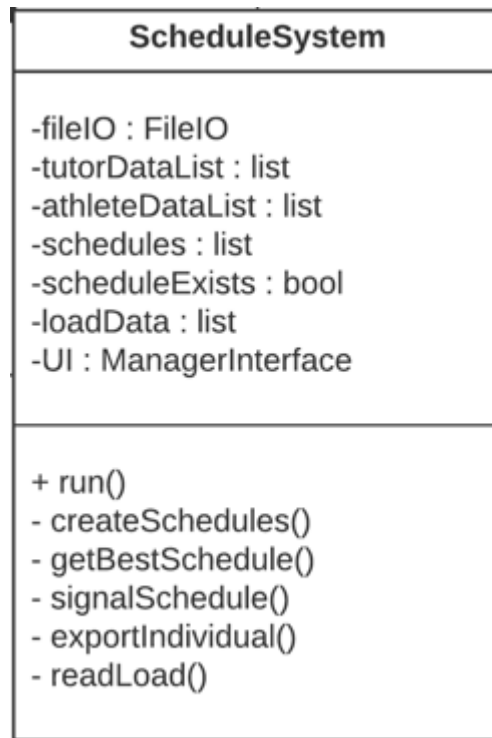 ScheduleSystem
-fileIO : FileIO
-tutorDataList : list
-athleteDataList : list
-schedules : list
-scheduleExists : bool
-loadData : list
-UI : ManagerInterface
+ run()
- createSchedules()
- getBestSchedule()
- signalSchedule()
- exportIndividual()
- readLoad()